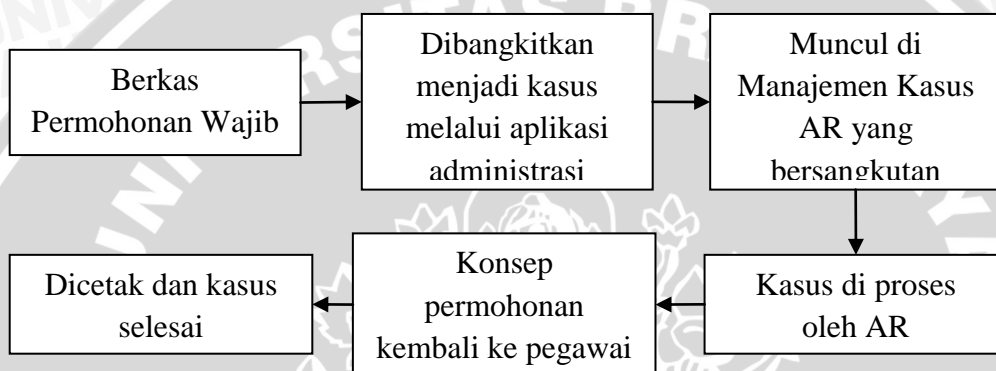 Berkas
Permohonan Wajib
Dibangkitkan
menjadi kasus
melalui aplikasi
administrasi
Muncul di
Manajemen Kasus
AR yang
bersangkutan
Kasus di proses
oleh AR
Konsep
permohonan
kembali ke pegawai
Dicetak dan kasus
selesai